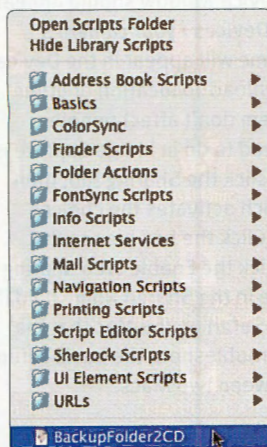 Open Scripts Folder
Hide Library Scripts
Address Book Scripts
Basics
ColorSync
Finder Scripts
Folder Actions
FontSync Scripts
Info Scripts
Internet Services
Mail Scripts
Navigation Scripts
Printing Scripts
Script Editor Scripts
Sherlock Scripts
UI Element Scripts
URLs
BackupFolder2CD